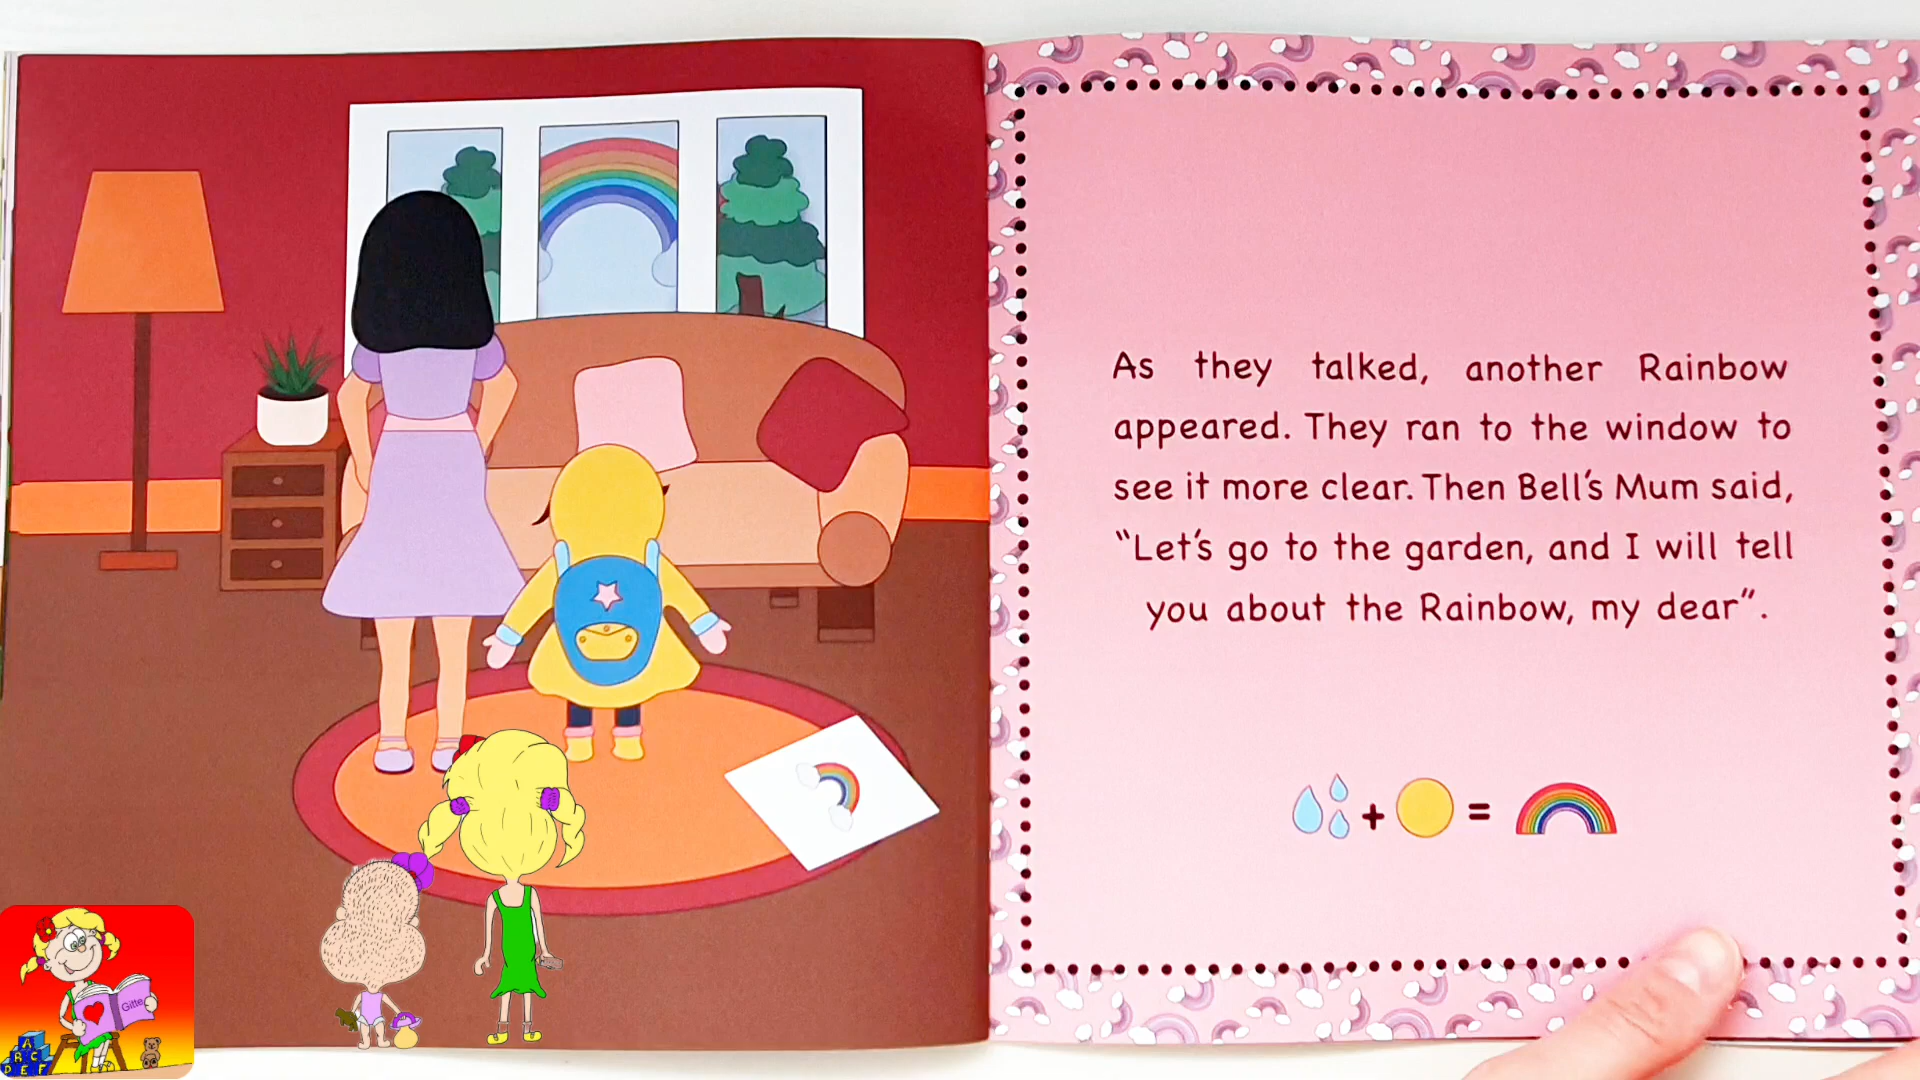 As they talked, another Rainbow
appeared. They ran to the window to
see it more clear. Then Bell's Mum said,
"Let's go to the garden, and I will tell
you about the Rainbow, my dear".
+ =
Gitte
A
B C
D E F